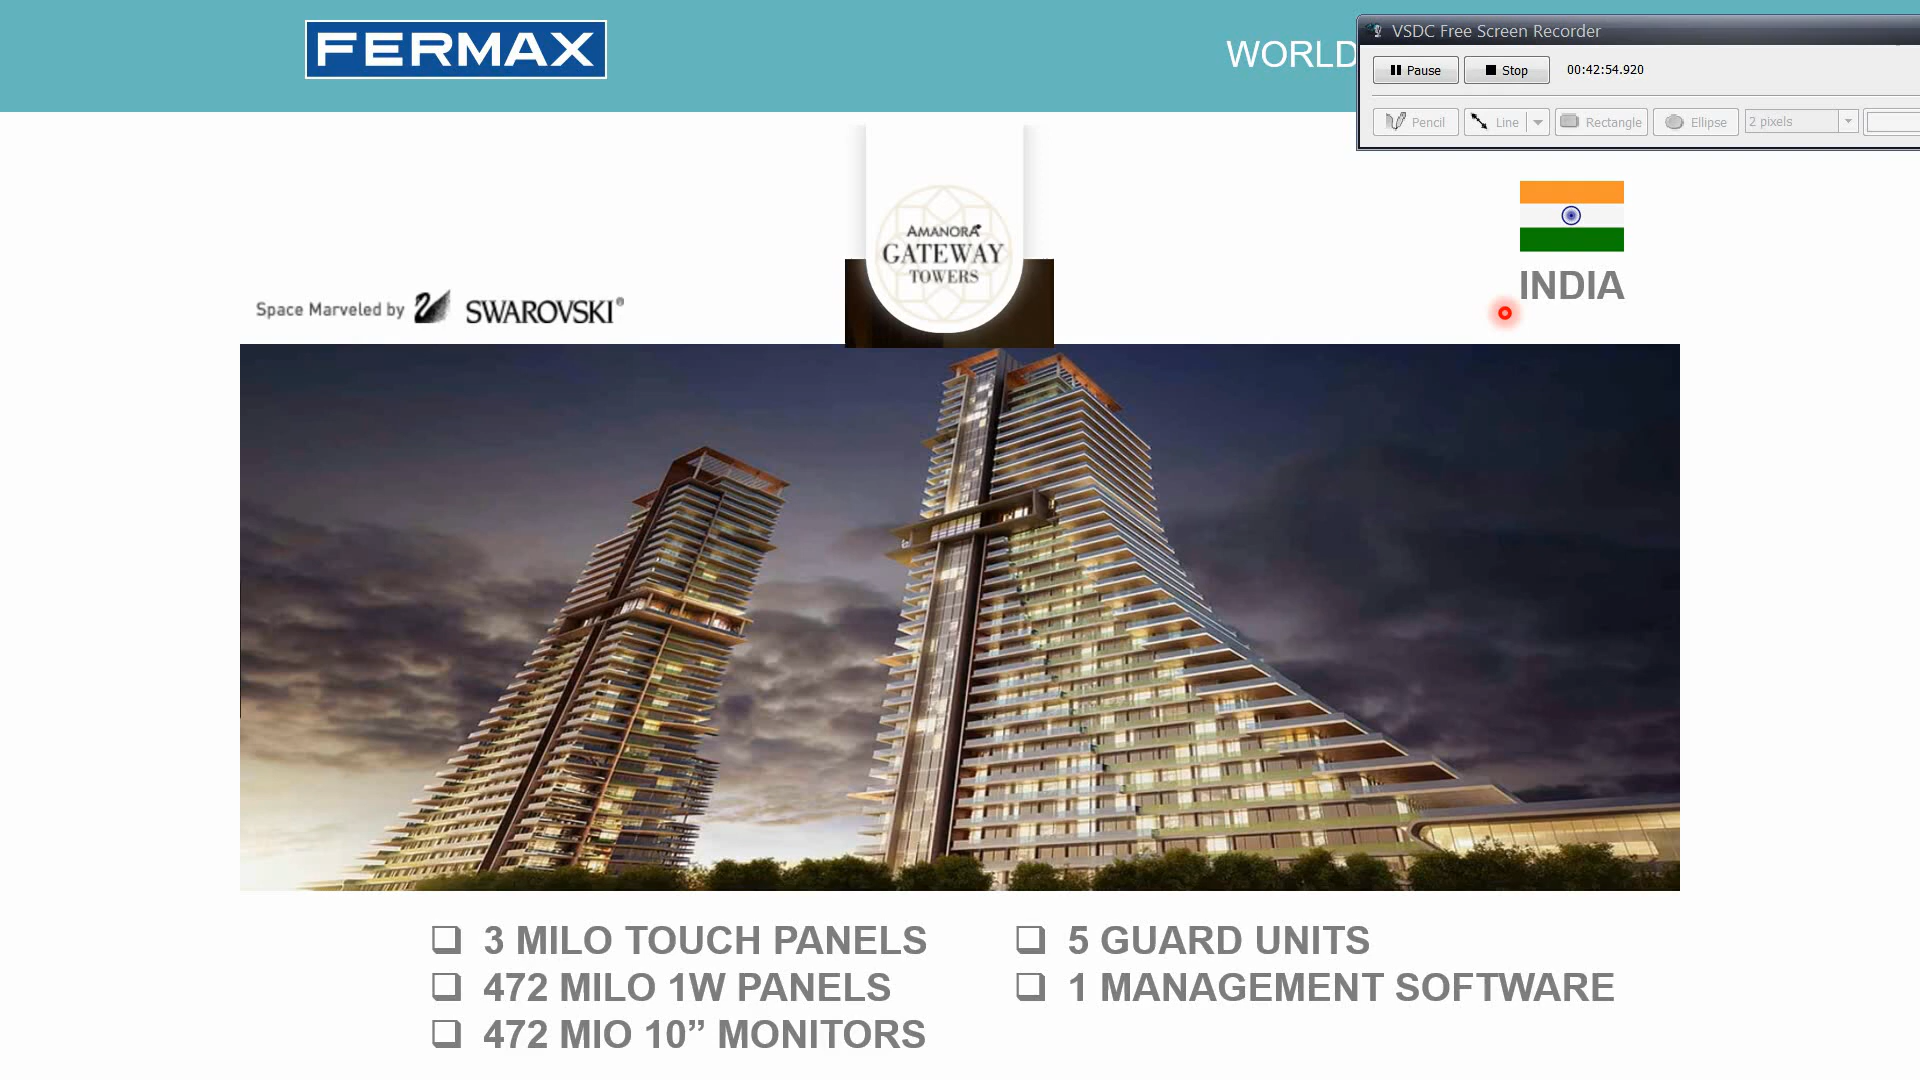 FERMAX
WORLD
VSDC Free Screen Recorder
Pause
Stop
00:42:54.920
Pencil
Line
Rectangle
Ellipse
2 pixels
AMANORA
GATEWAY
TOWERS
INDIA
Space Marveled by SWAROVSKI®
3 MILO TOUCH PANELS
472 MILO 1W PANELS
472 MIO 10” MONITORS
5 GUARD UNITS
1 MANAGEMENT SOFTWARE